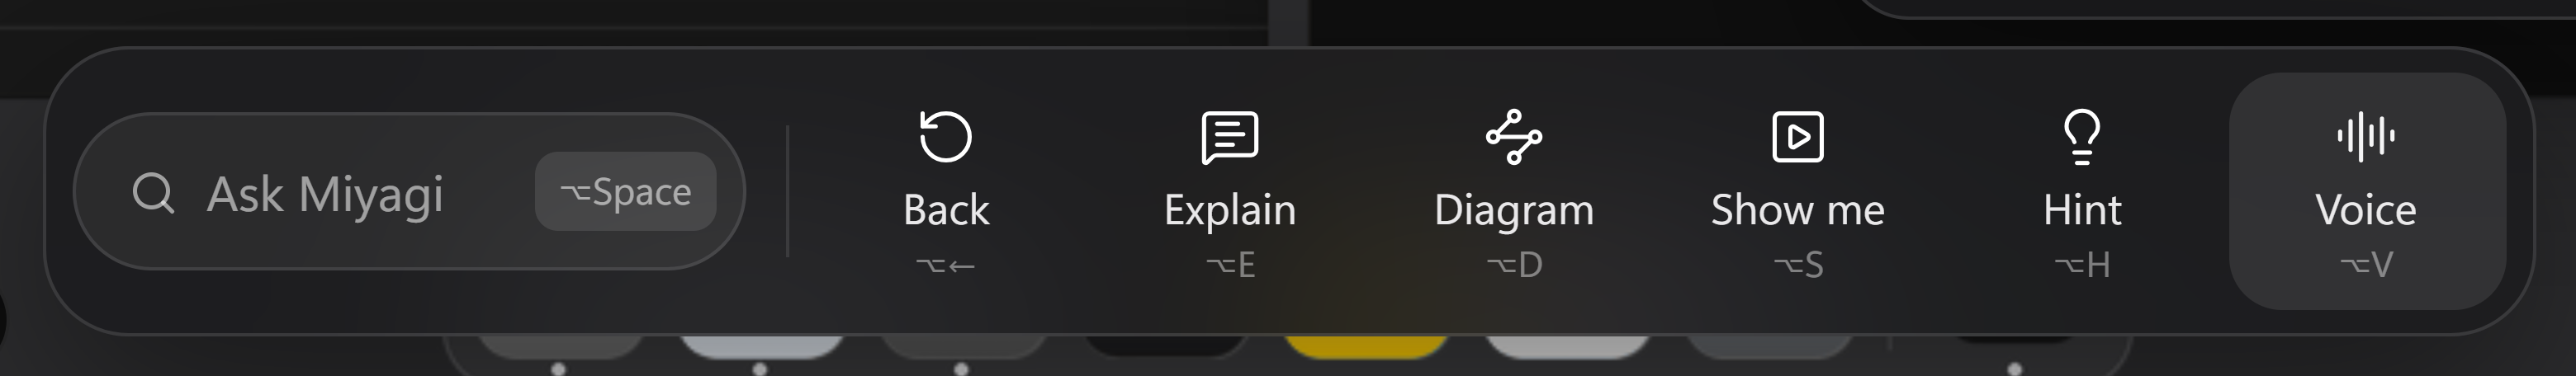 Ask Miyagi
⌥Space
Back
⌥←
Explain
⌥E
Diagram
⌥D
Show me
⌥S
Hint
⌥H
Voice
⌥V